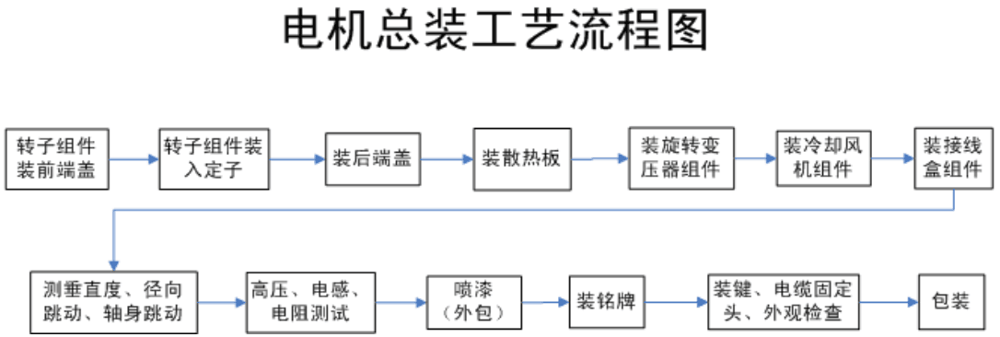 电机总装工艺流程图
转子组件
装前端盖
转子组件装
入定子
装后端盖
装散热板
装旋转变
压器组件
装冷却风
机组件
装接线
盒组件
测垂直度、径向
跳动、轴身跳动
高压、电感、
电阻测试
喷漆
（外包）
装铭牌
装键、电缆固定
头、外观检查
包装